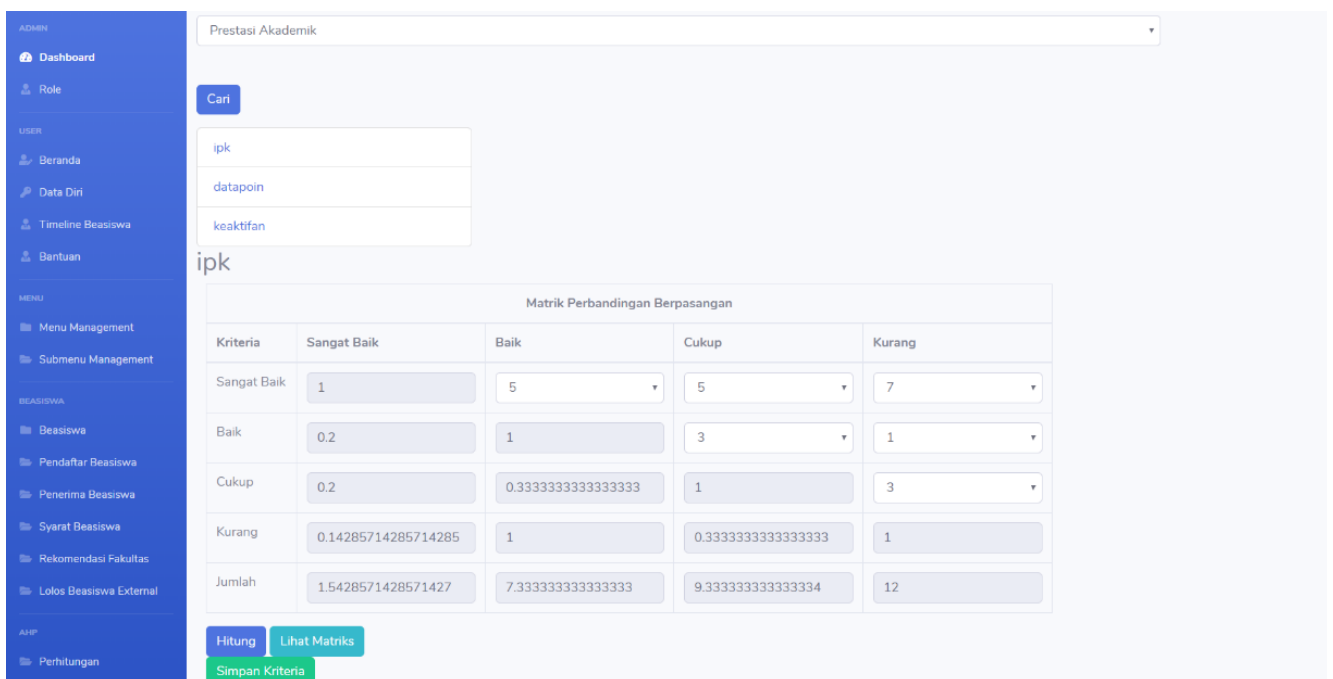 ADMIN
Dashboard
Role
USER
Beranda
Data Diri
Timeline Beasiswa
Bantuan
MENU
Menu Management
Submenu Management
BEASISWA
Beasiswa
Pendaftar Beasiswa
Penerima Beasiswa
Syarat Beasiswa
Rekomendasi Fakultas
Lolos Beasiswa External
AHP
Perhitungan
Prestasi Akademik
Cari
ipk
datapoin
keaktifan
ipk
Matrik Perbandingan Berpasangan
Kriteria Sangat Baik Baik Cukup Kurang
Sangat Baik 1 5 5 7
Baik 0.2 1 3 1
Cukup 0.2 0.3333333333333333 1 3
Kurang 0.14285714285714285 1 0.3333333333333333 1
Jumlah 1.5428571428571427 7.333333333333333 9.333333333333334 12
Hitung Lihat Matriks
Simpan Kriteria